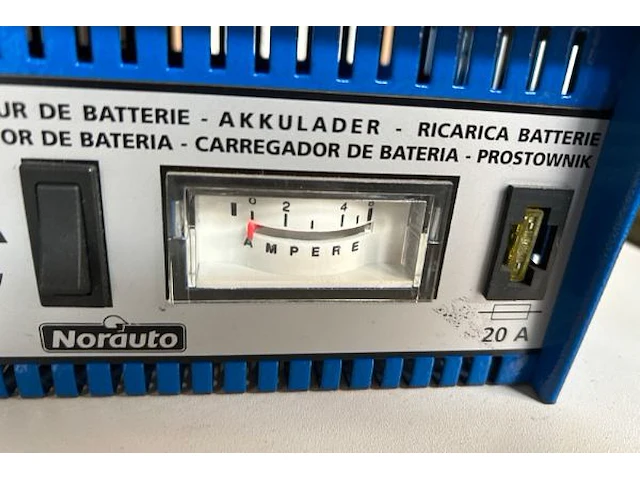 UR DE BATTERIE - AKKULADER - RICARICA BATTERIE
OR DE BATERIA - CARREGADOR DE BATERIA - PROSTOWNIK
0 2 4
AMPERE
Norauto
20 A